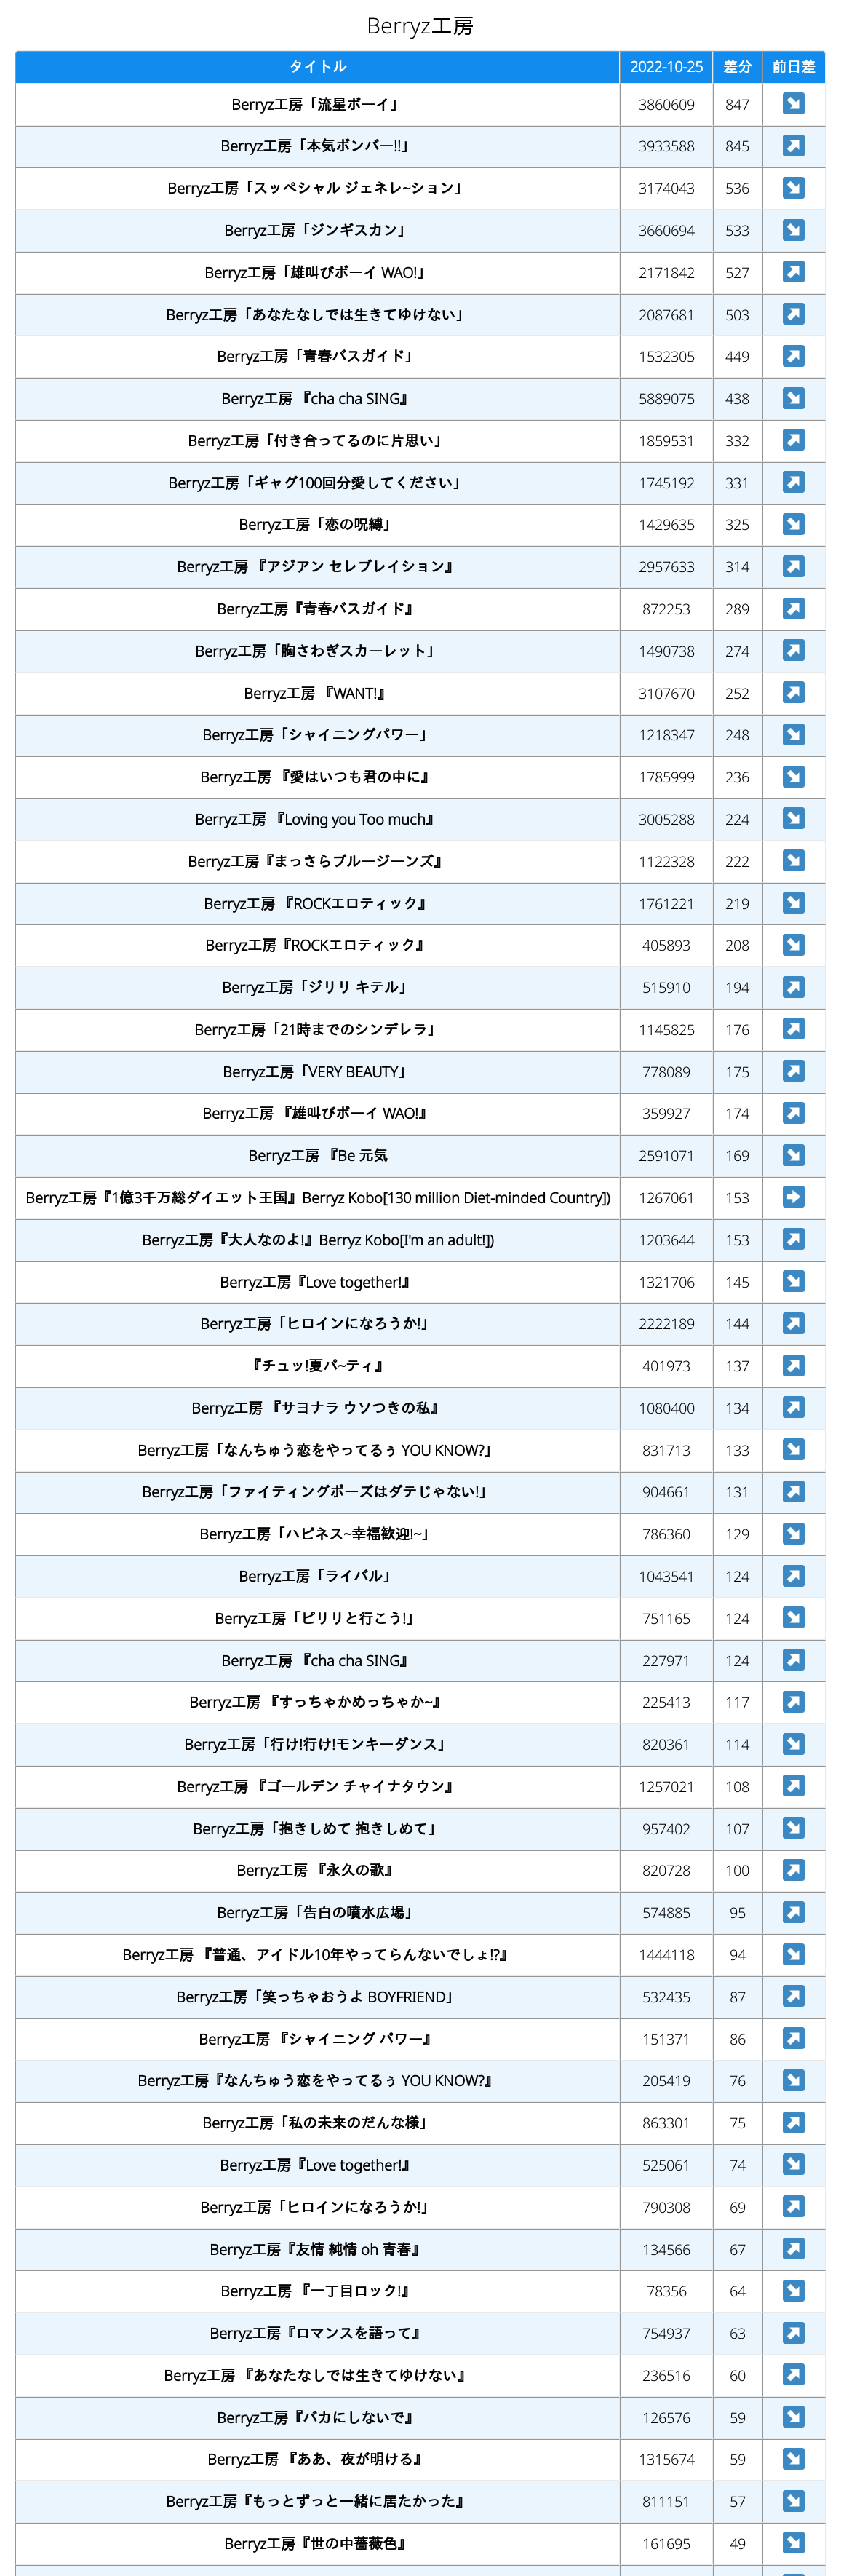 Berryz工房
タイトル 2022-10-25 差分 前日差
Berryz工房「流星ボーイ」 3860609 847
Berryz工房「本気ボンバー!!」 3933588 845
Berryz工房「スッペシャル ジェネレ~ション」 3174043 536
Berryz工房「ジンギスカン」 3660694 533
Berryz工房「雄叫びボーイ WAO!」 2171842 527
Berryz工房「あなたなしでは生きてゆけない」 2087681 503
Berryz工房「青春バスガイド」 1532305 449
Berryz工房 『cha cha SING』 5889075 438
Berryz工房「付き合ってるのに片思い」 1859531 332
Berryz工房「ギャグ100回分愛してください」 1745192 331
Berryz工房「恋の呪縛」 1429635 325
Berryz工房 『アジアン セレブレイション』 2957633 314
Berryz工房『青春バスガイド』 872253 289
Berryz工房「胸さわぎスカーレット」 1490738 274
Berryz工房 『WANT!』 3107670 252
Berryz工房「シャイニングパワー」 1218347 248
Berryz工房 『愛はいつも君の中に』 1785999 236
Berryz工房 『Loving you Too much』 3005288 224
Berryz工房『まっさらブルージーンズ』 1122328 222
Berryz工房 『ROCKエロティック』 1761221 219
Berryz工房『ROCKエロティック』 405893 208
Berryz工房「ジリリ キテル」 515910 194
Berryz工房「21時までのシンデレラ」 1145825 176
Berryz工房「VERY BEAUTY」 778089 175
Berryz工房 『雄叫びボーイ WAO!』 359927 174
Berryz工房 『Be 元気 2591071 169
Berryz工房『1億3千万総ダイエット王国』Berryz Kobo[130 million Diet-minded Country]) 1267061 153
Berryz工房『大人なのよ!』Berryz Kobo[I'm an adult!]) 1203644 153
Berryz工房『Love together!』 1321706 145
Berryz工房「ヒロインになろうか!」 2222189 144
『チュッ!夏パ~ティ』 401973 137
Berryz工房 『サヨナラ ウソつきの私』 1080400 134
Berryz工房「なんちゅう恋をやってるぅ YOU KNOW?」 831713 133
Berryz工房「ファイティングポーズはダテじゃない!」 904661 131
Berryz工房「ハピネス~幸福歓迎!~」 786360 129
Berryz工房「ライバル」 1043541 124
Berryz工房「ピリリと行こう!」 751165 124
Berryz工房 『cha cha SING』 227971 124
Berryz工房 『すっちゃかめっちゃか~』 225413 117
Berryz工房「行け!行け!モンキーダンス」 820361 114
Berryz工房 『ゴールデン チャイナタウン』 1257021 108
Berryz工房「抱きしめて 抱きしめて」 957402 107
Berryz工房 『永久の歌』 820728 100
Berryz工房「告白の噴水広場」 574885 95
Berryz工房 『普通、アイドル10年やってらんないでしょ!?』 1444118 94
Berryz工房「笑っちゃおうよ BOYFRIEND」 532435 87
Berryz工房 『シャイニング パワー』 151371 86
Berryz工房『なんちゅう恋をやってるぅ YOU KNOW?』 205419 76
Berryz工房「私の未来のだんな様」 863301 75
Berryz工房『Love together!』 525061 74
Berryz工房「ヒロインになろうか!」 790308 69
Berryz工房『友情 純情 oh 青春』 134566 67
Berryz工房 『一丁目ロック!』 78356 64
Berryz工房『ロマンスを語って』 754937 63
Berryz工房 『あなたなしでは生きてゆけない』 236516 60
Berryz工房『バカにしないで』 126576 59
Berryz工房 『ああ、夜が明ける』 1315674 59
Berryz工房『もっとずっと一緒に居たかった』 811151 57
Berryz工房『世の中薔薇色』 161695 49